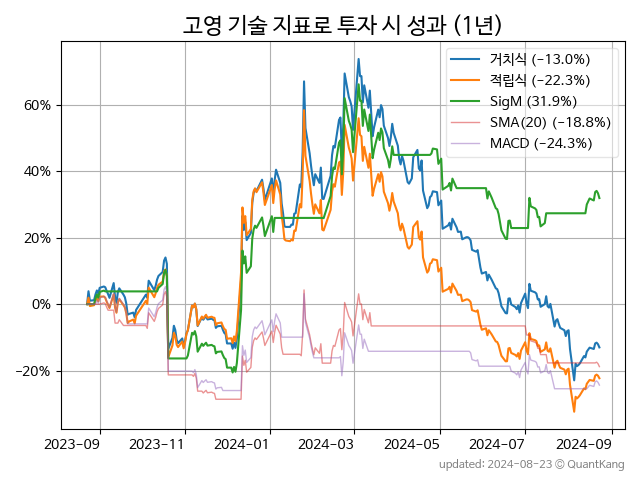 고영 기술 지표로 투자 시 성과 (1년)
거치식 (−13.0%)
적립식 (−22.3%)
SigM (31.9%)
SMA(20) (−18.8%)
MACD (−24.3%)
60%
40%
20%
0%
−20%
2023-09 2023-11 2024-01 2024-03 2024-05 2024-07 2024-09
updated: 2024-08-23 ⓒ QuantKang